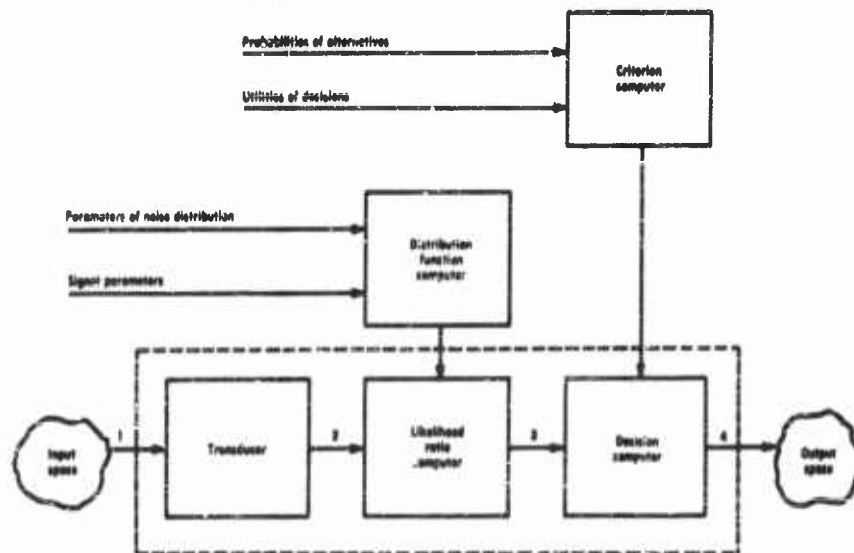 Probabilities of alternatives
Utilities of decisions
Criterion
computer
Parameters of noise distribution
Signal parameters
Distribution
function
computer
Input
space
1
Transducer
2
Likelihood
ratio
computer
3
Decision
computer
4
Output
space